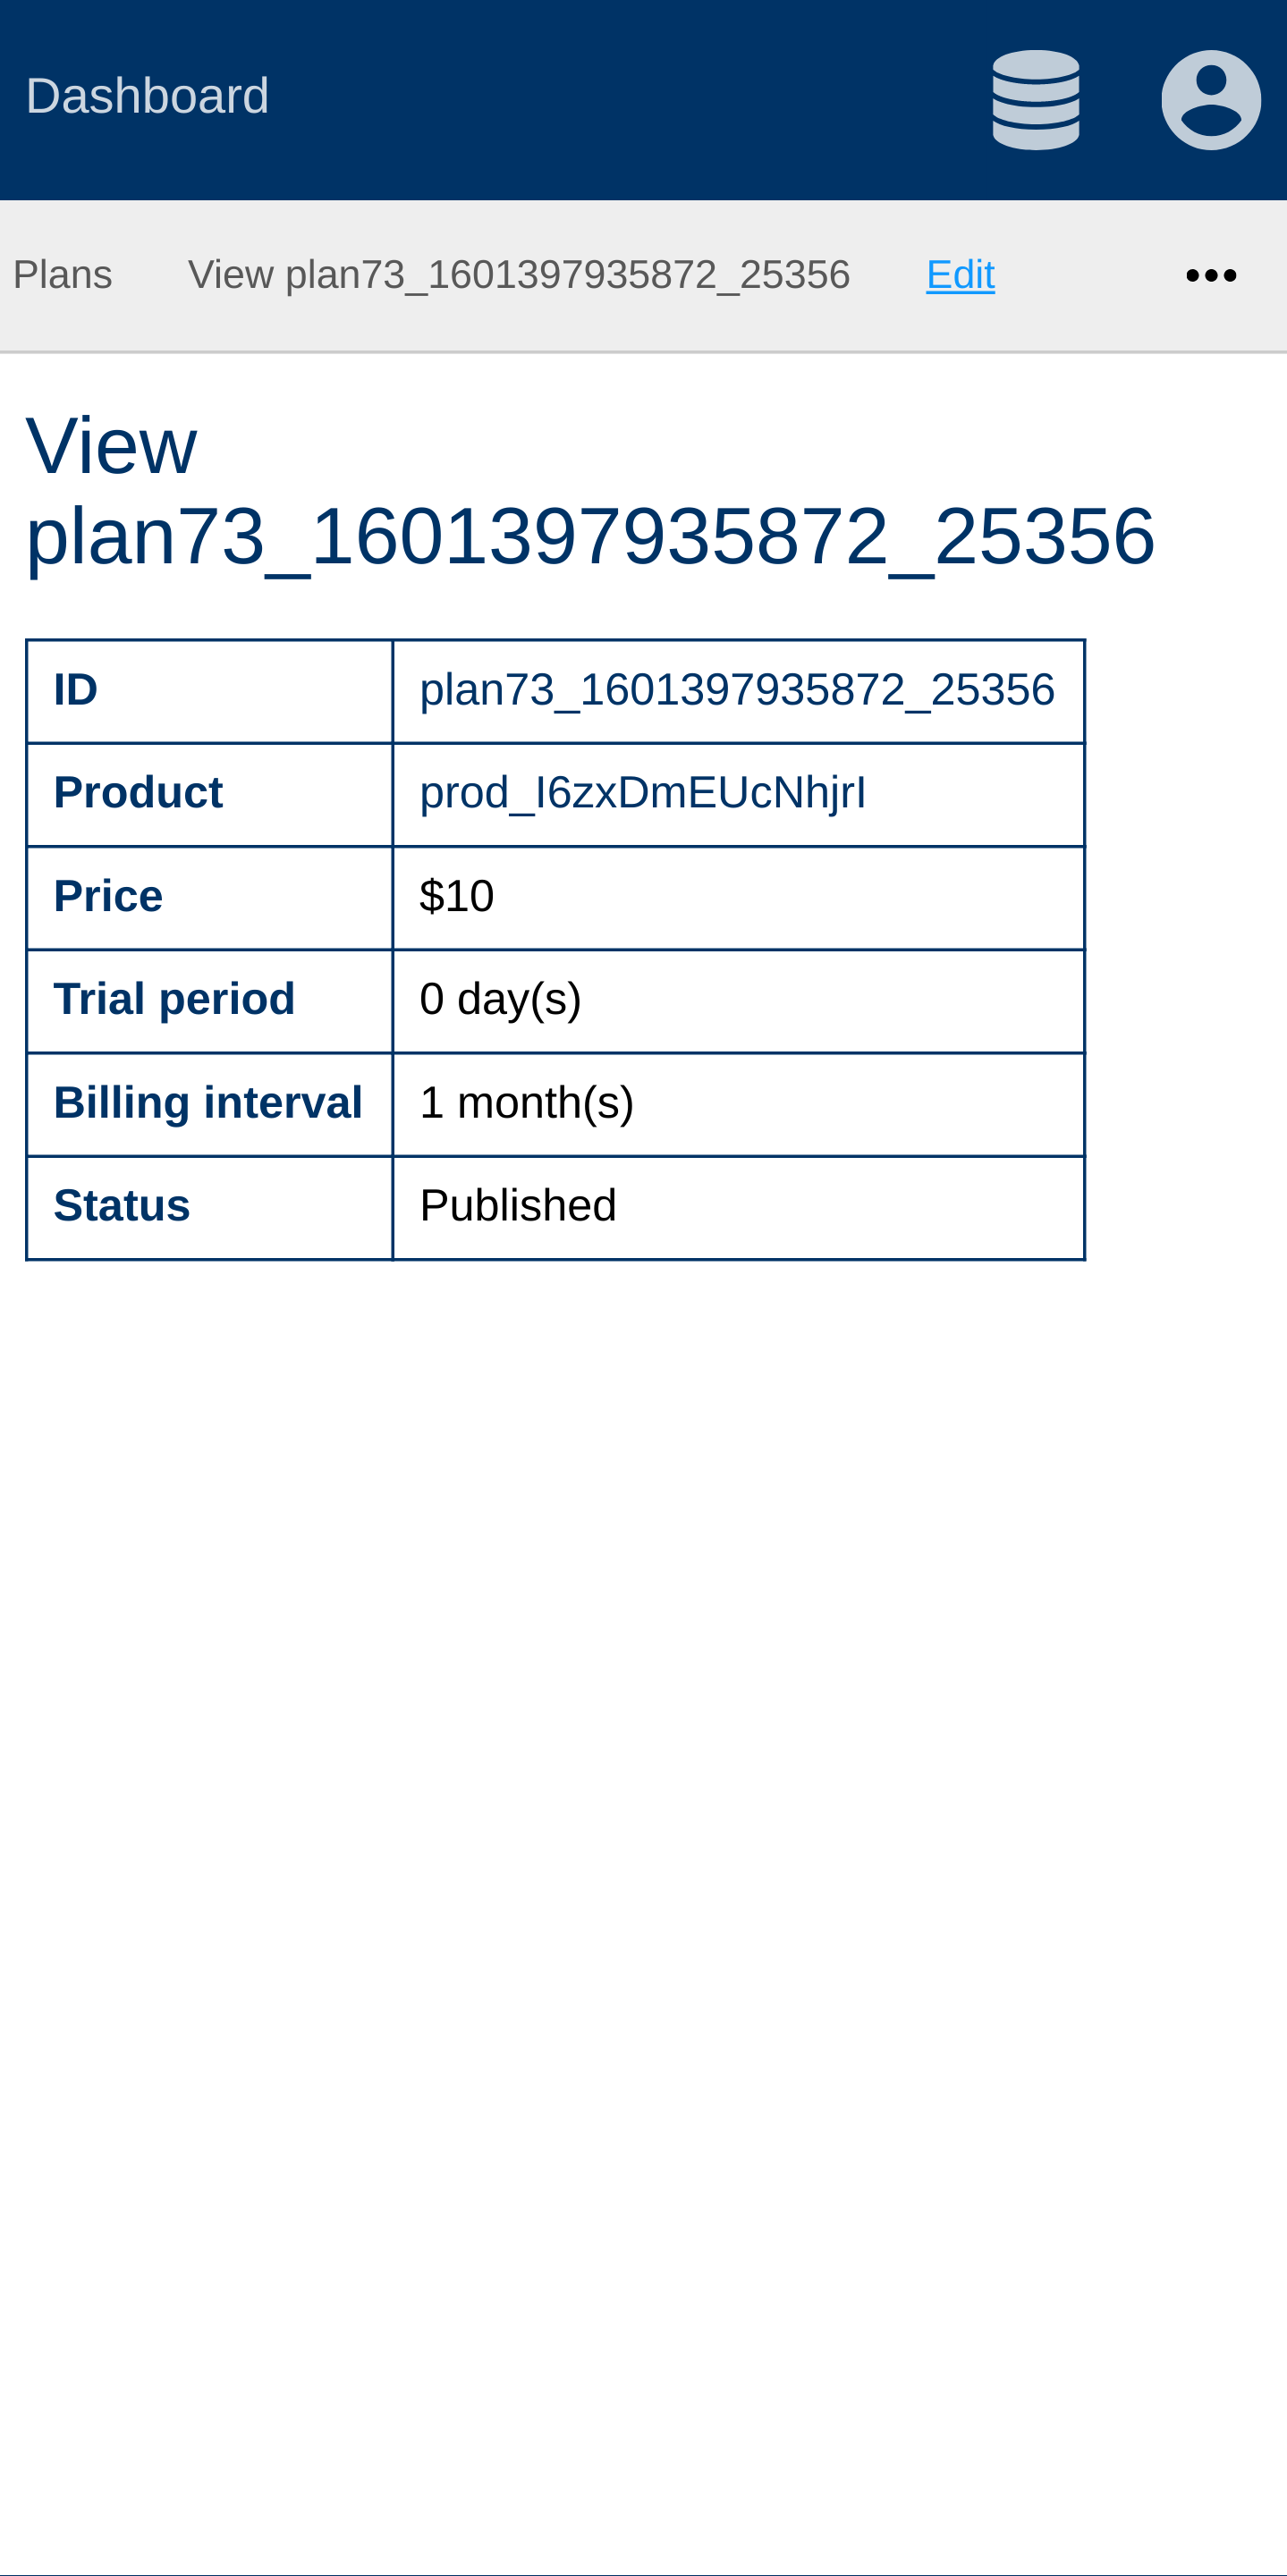 Dashboard
Plans View plan73_1601397935872_25356 Edit •••
View
plan73_1601397935872_25356
ID plan73_1601397935872_25356
Product prod_I6zxDmEUcNhjrI
Price $10
Trial period 0 day(s)
Billing interval 1 month(s)
Status Published